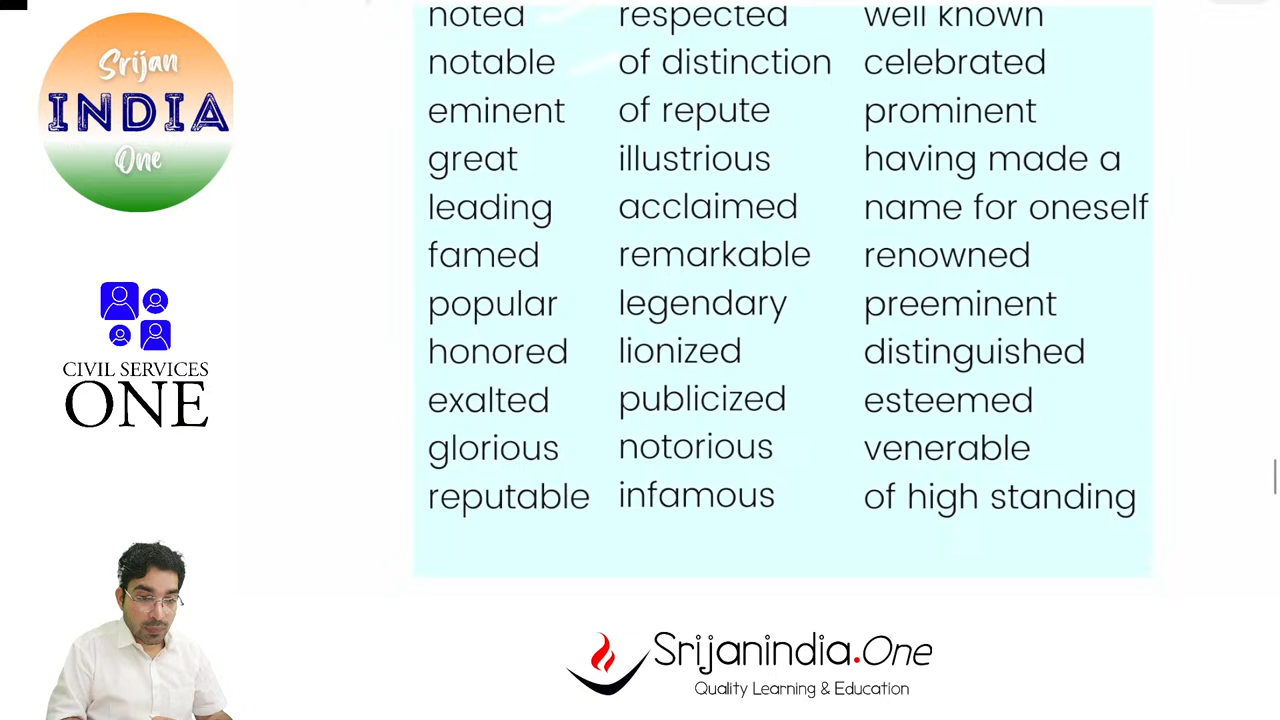 Srijan
INDIA
One
CIVIL SERVICES
ONE
noted respected well known
notable of distinction celebrated
eminent of repute prominent
great illustrious having made a
leading acclaimed name for oneself
famed remarkable renowned
popular legendary preeminent
honored lionized distinguished
exalted publicized esteemed
glorious notorious venerable
reputable infamous of high standing
Srijanindia.One
Quality Learning & Education